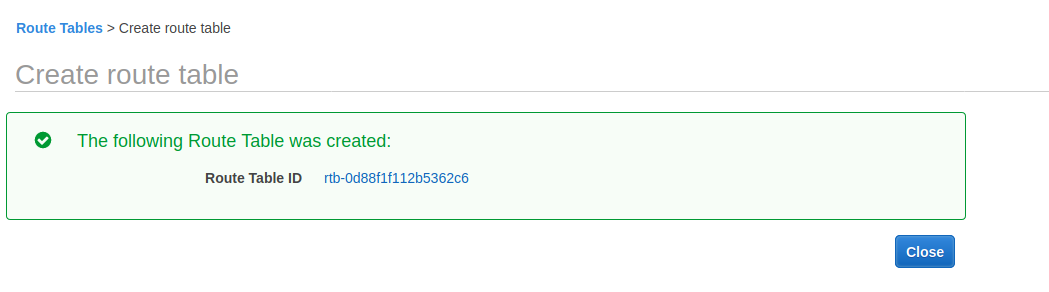 Route Tables > Create route table
Create route table
The following Route Table was created:
Route Table ID rtb-0d88f1f112b5362c6
Close